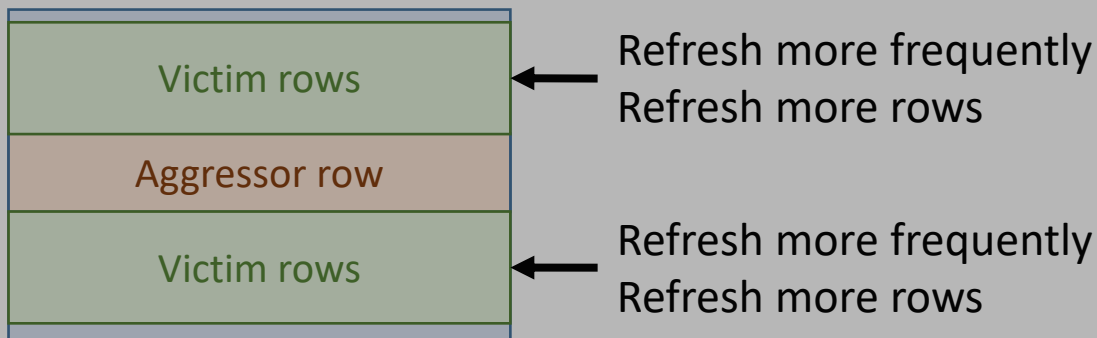 Victim rows
Refresh more frequently
Refresh more rows
Aggressor row
Victim rows
Refresh more frequently
Refresh more rows